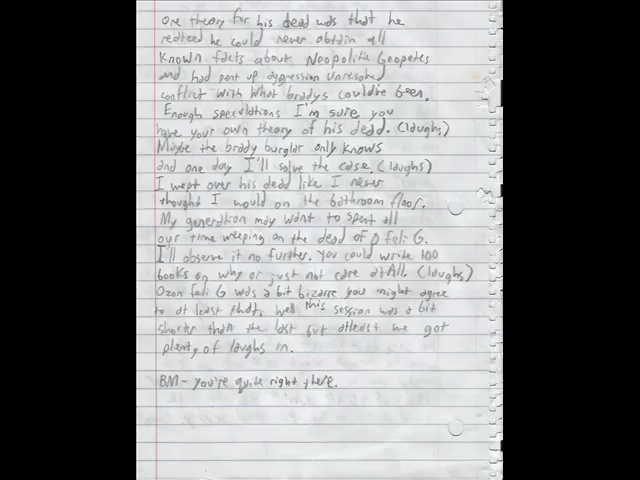 One theory for his dead was that he
realized he could never obtain all
known facts about Neopolitic Geopetes
and had pent up aggression unresolved
conflict with what bradys could've been.
Enough speculations I'm sure you
have your own theory of his dead. (laughs)
Maybe the brady burglar only knows
and one day I'll solve the case. (laughs)
I wept over his dead like I never
thought I would on the bathroom floor.
My generation may want to spent all
our time weeping on the dead of O feli G.
I'll observe it no further. You could write 100
books on why or just not care at All. (laughs)
Ozon feli G was a bit bizarre you might agree
to at least that. Well this session was a bit
shorter than the last but atleast we got
plenty of laughs in.
BM- you're quite right there.